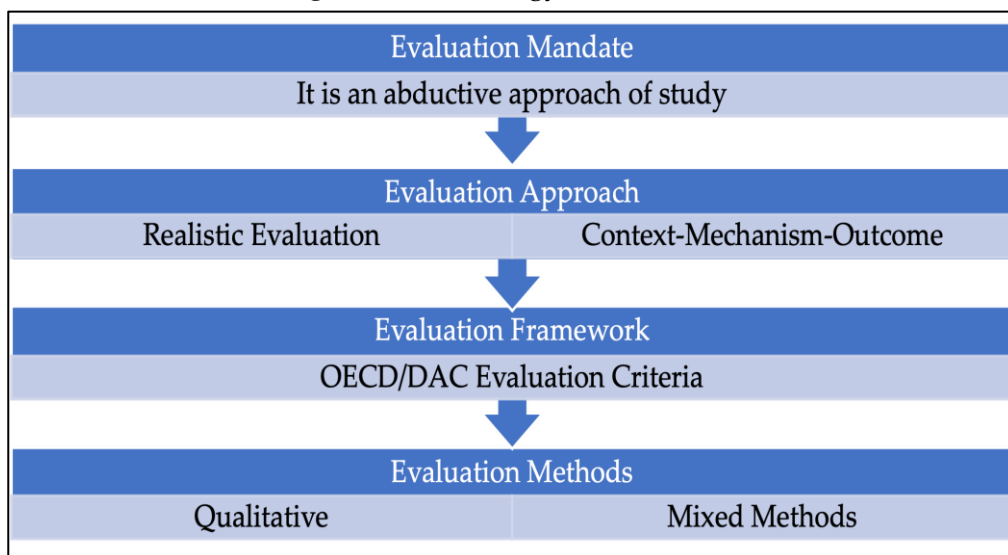 Evaluation Mandate
It is an abductive approach of study
Evaluation Approach
Realistic Evaluation
Context-Mechanism-Outcome
Evaluation Framework
OECD/DAC Evaluation Criteria
Evaluation Methods
Qualitative
Mixed Methods